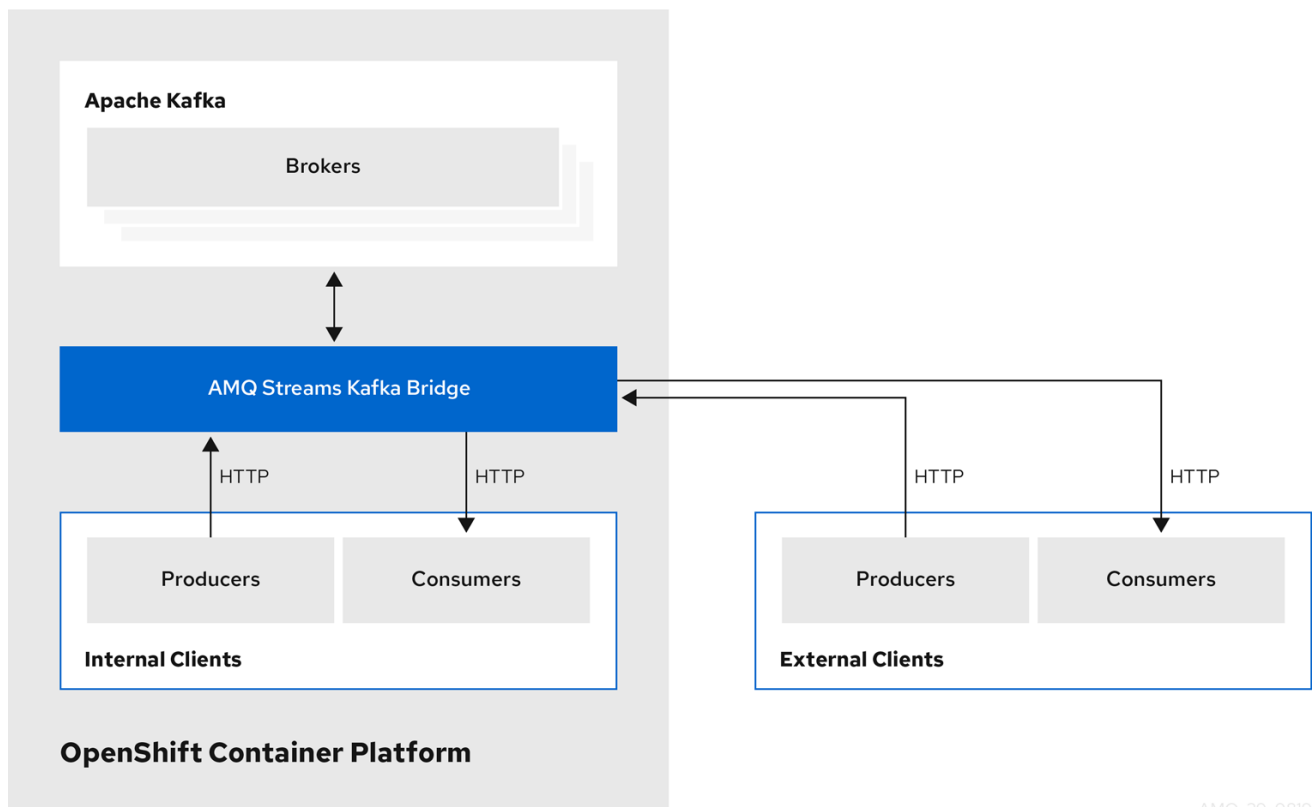 Apache Kafka
Brokers
AMQ Streams Kafka Bridge
HTTP
HTTP
HTTP
HTTP
Producers
Consumers
Producers
Consumers
Internal Clients
External Clients
OpenShift Container Platform